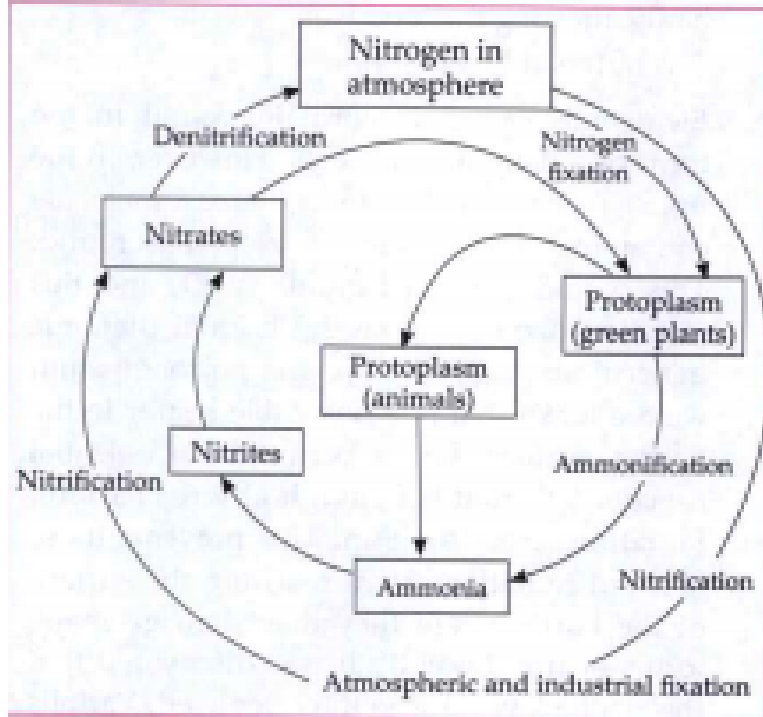 Nitrogen in
atmosphere
Denitrification
Nitrogen
fixation
Nitrates
Protoplasm
(green plants)
Protoplasm
(animals)
Nitrites
Ammonification
Nitrification
Ammonia
Nitrification
Atmospheric and industrial fixation